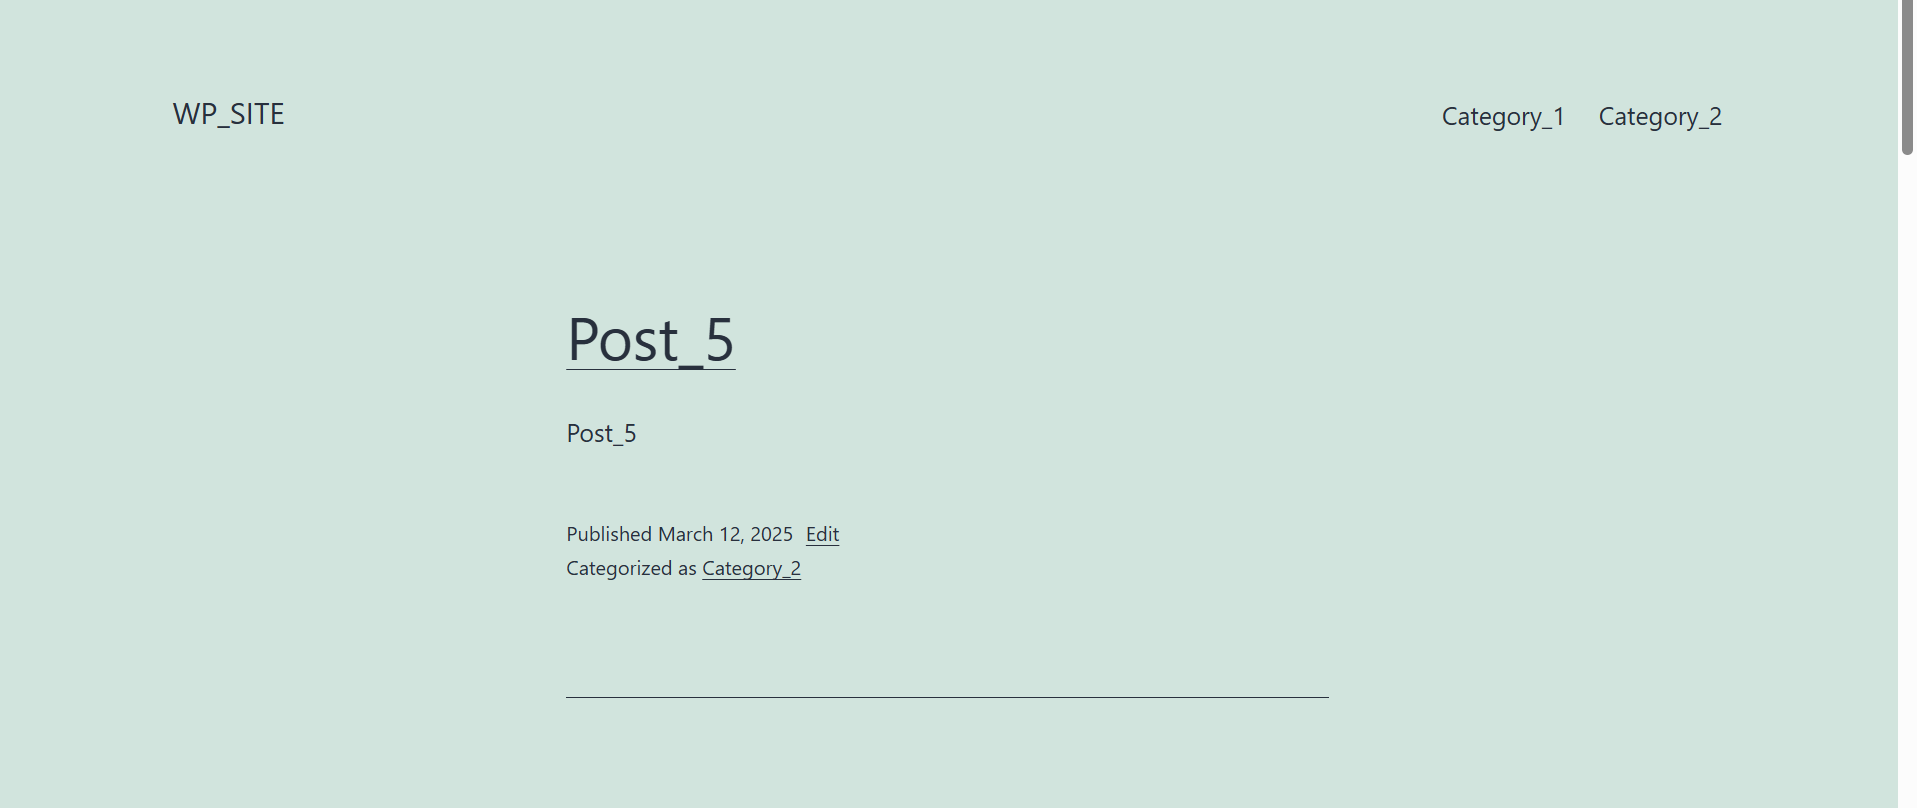 WP_SITE
Category_1 Category_2
Post_5
Post_5
Published March 12, 2025 Edit
Categorized as Category_2